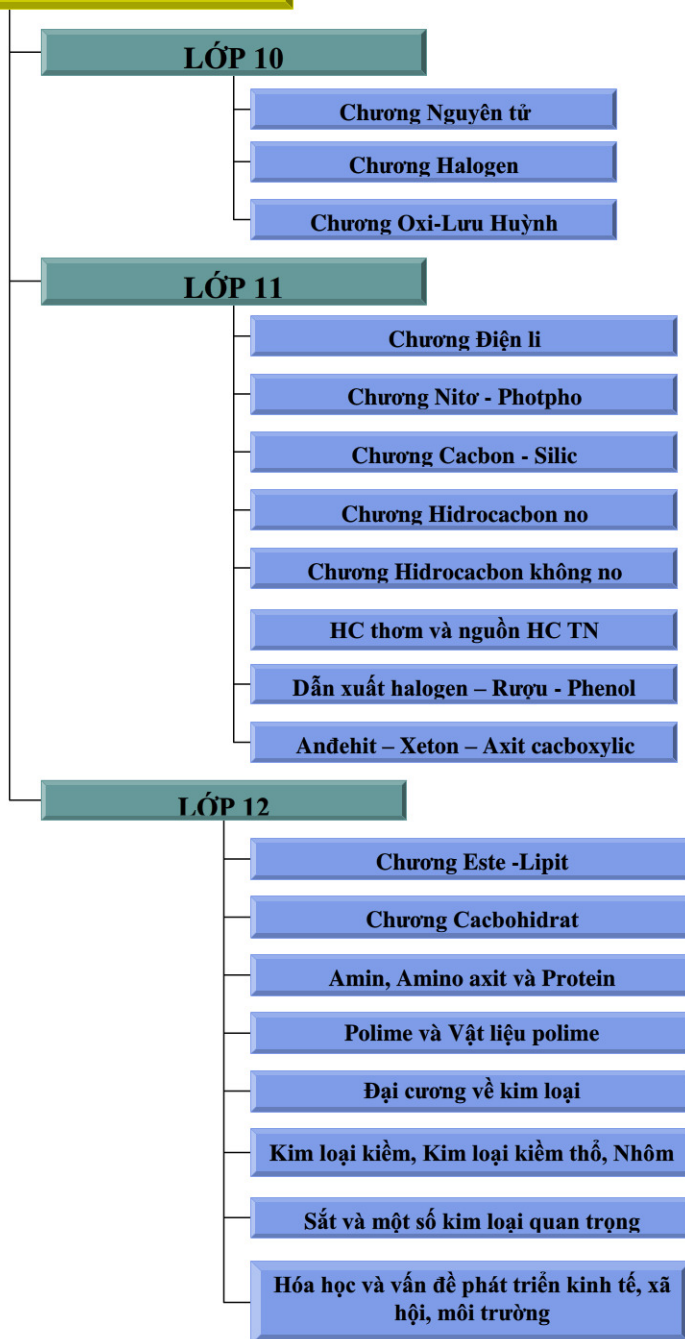 LỚP 10
Chương Nguyên tử
Chương Halogen
Chương Oxi-Lưu Huỳnh
LỚP 11
Chương Điện li
Chương Nitơ - Photpho
Chương Cacbon - Silic
Chương Hidrocacbon no
Chương Hidrocacbon không no
HC thơm và nguồn HC TN
Dẫn xuất halogen – Rượu - Phenol
Anđehit – Xeton – Axit cacboxylic
LỚP 12
Chương Este -Lipit
Chương Cacbohidrat
Amin, Amino axit và Protein
Polime và Vật liệu polime
Đại cương về kim loại
Kim loại kiềm, Kim loại kiềm thổ, Nhôm
Sắt và một số kim loại quan trọng
Hóa học và vấn đề phát triển kinh tế, xã
hội, môi trường